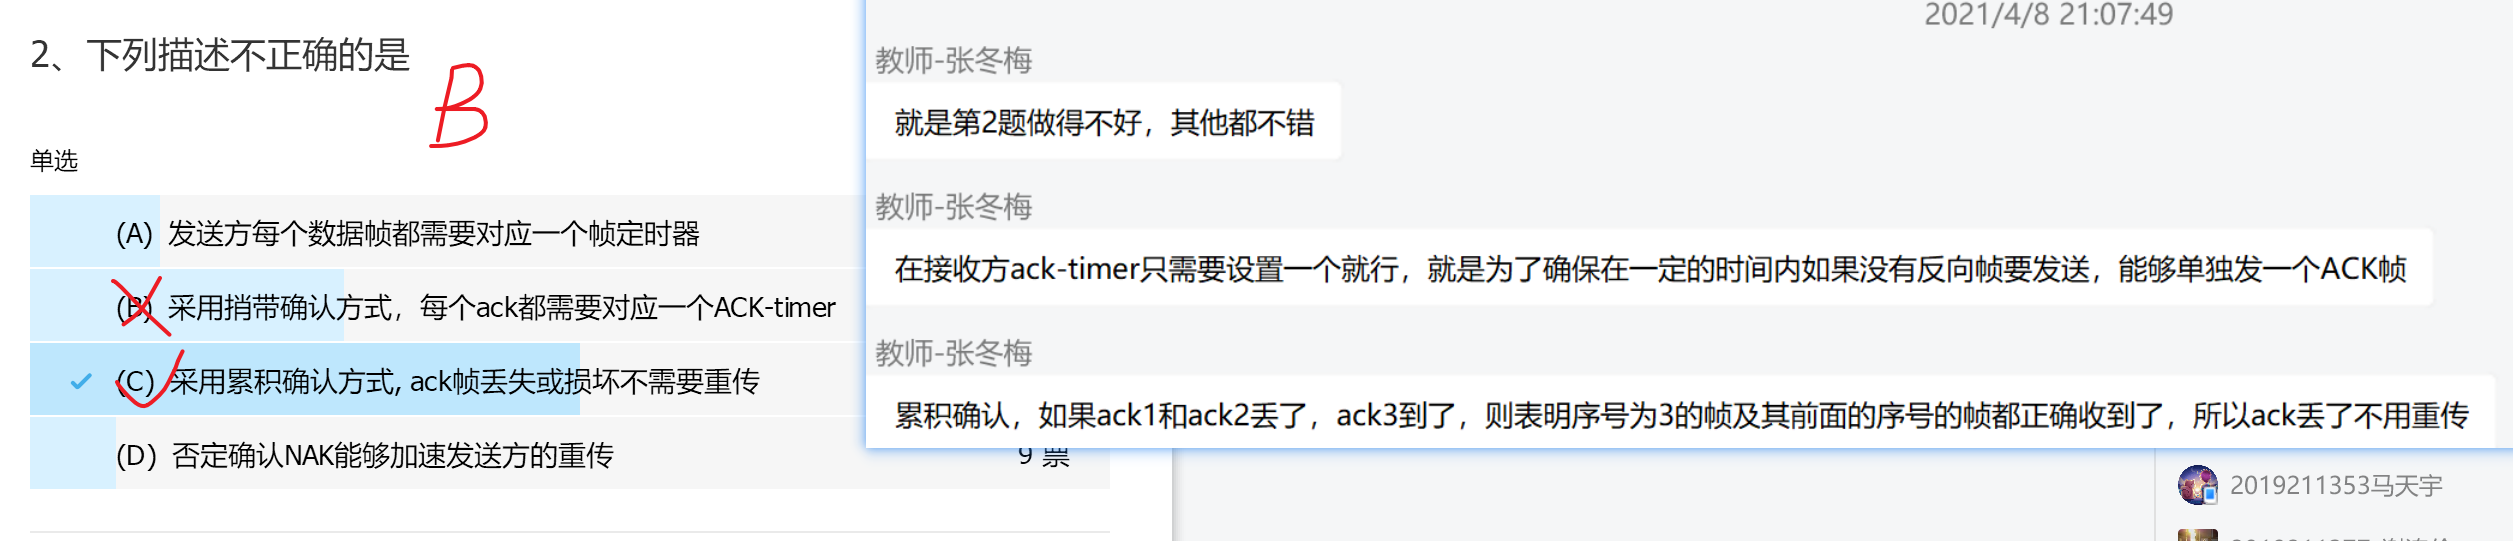 2、下列描述不正确的是
B
单选
(A) 发送方每个数据帧都需要对应一个帧定时器
(B) 采用捎带确认方式，每个ack都需要对应一个ACK-timer
(C) 采用累积确认方式, ack帧丢失或损坏不需要重传
(D) 否定确认NAK能够加速发送方的重传
9 票
2021/4/8 21:07:49
教师-张冬梅
就是第2题做得不好，其他都不错
教师-张冬梅
在接收方ack-timer只需要设置一个就行，就是为了确保在一定的时间内如果没有反向帧要发送，能够单独发一个ACK帧
教师-张冬梅
累积确认，如果ack1和ack2丢了，ack3到了，则表明序号为3的帧及其前面的序号的帧都正确收到了，所以ack丢了不用重传
2019211353马天宇